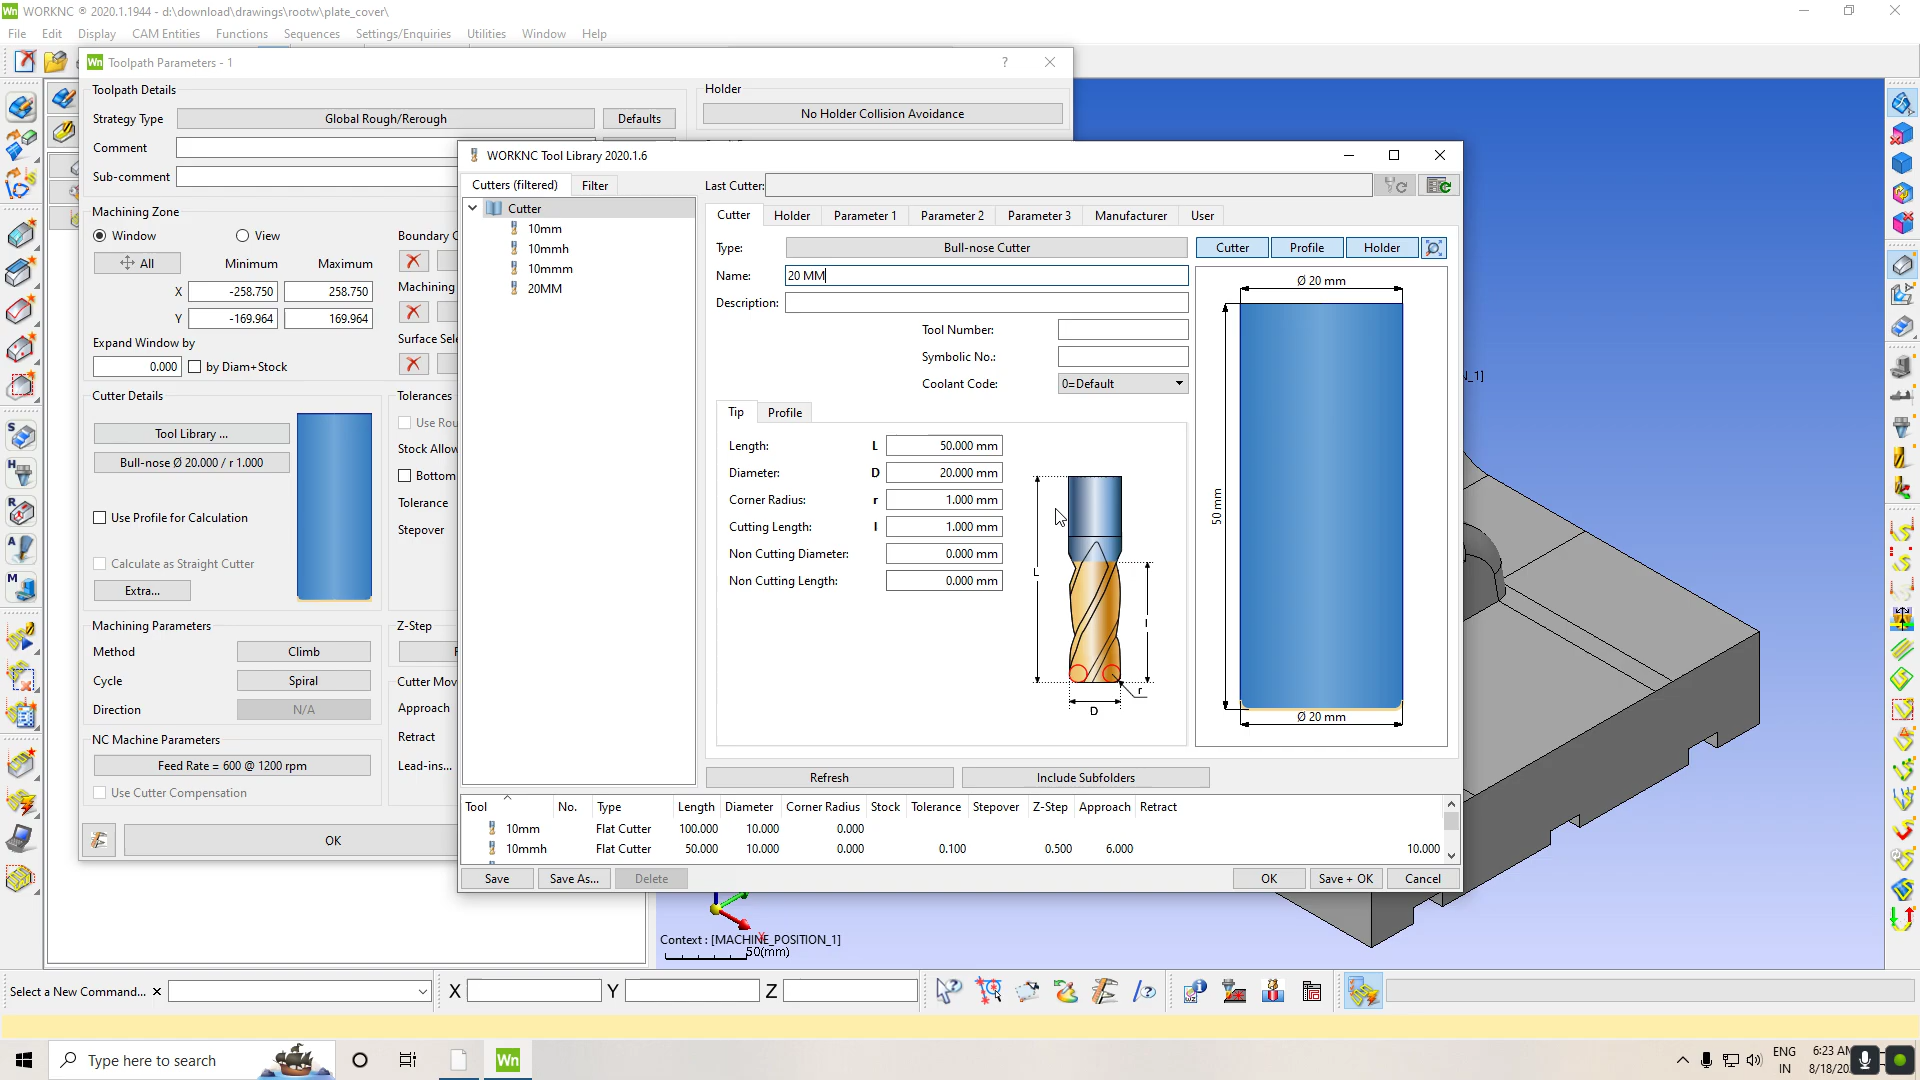 WORKNC ® 2020.1.1944 - d:\download\drawings\rootw\plate_cover\
File Edit Display CAM Entities Functions Sequences Settings/Enquiries Utilities Window Help
Toolpath Parameters - 1
Toolpath Details
Strategy Type Global Rough/Rerough Defaults
Comment
Sub-comment
Holder
No Holder Collision Avoidance
Machining Zone
Window View
All Minimum Maximum
X -258.750 258.750
Y -169.964 169.964
Expand Window by
0.000 by Diam+Stock
Boundary C
Machining
Surface Sel
Cutter Details
Tool Library ...
Bull-nose Ø 20.000 / r 1.000
Use Profile for Calculation
Calculate as Straight Cutter
Extra...
Tolerances
Use Rou
Stock Allow
Bottom
Tolerance
Stepover
Machining Parameters
Method Climb
Cycle Spiral
Direction N/A
Z-Step
Cutter Mov
Approach
Retract
Lead-ins...
NC Machine Parameters
Feed Rate = 600 @ 1200 rpm
Use Cutter Compensation
OK
WORKNC Tool Library 2020.1.6
Cutters (filtered) Filter
Cutter
10mm
10mmh
10mmm
20MM
Last Cutter:
Cutter Holder Parameter 1 Parameter 2 Parameter 3 Manufacturer User
Type: Bull-nose Cutter
Name: 20 MM
Description:
Tool Number:
Symbolic No.:
Coolant Code: 0=Default
Cutter Profile Holder
Tip Profile
Length: L 50.000 mm
Diameter: D 20.000 mm
Corner Radius: r 1.000 mm
Cutting Length: l 1.000 mm
Non Cutting Diameter: 0.000 mm
Non Cutting Length: 0.000 mm
L
l
r
D
Ø 20 mm
50 mm
Ø 20 mm
Refresh Include Subfolders
Tool No. Type Length Diameter Corner Radius Stock Tolerance Stepover Z-Step Approach Retract
10mm Flat Cutter 100.000 10.000 0.000
10mmh Flat Cutter 50.000 10.000 0.000 0.100 0.500 6.000 10.000
Save Save As... Delete OK Save + OK Cancel
N_1]
Context : [MACHINE_POSITION_1]
50(mm)
Select a New Command... X Y Z
Type here to search
Wn
ENG
IN
6:23 AM
8/18/20